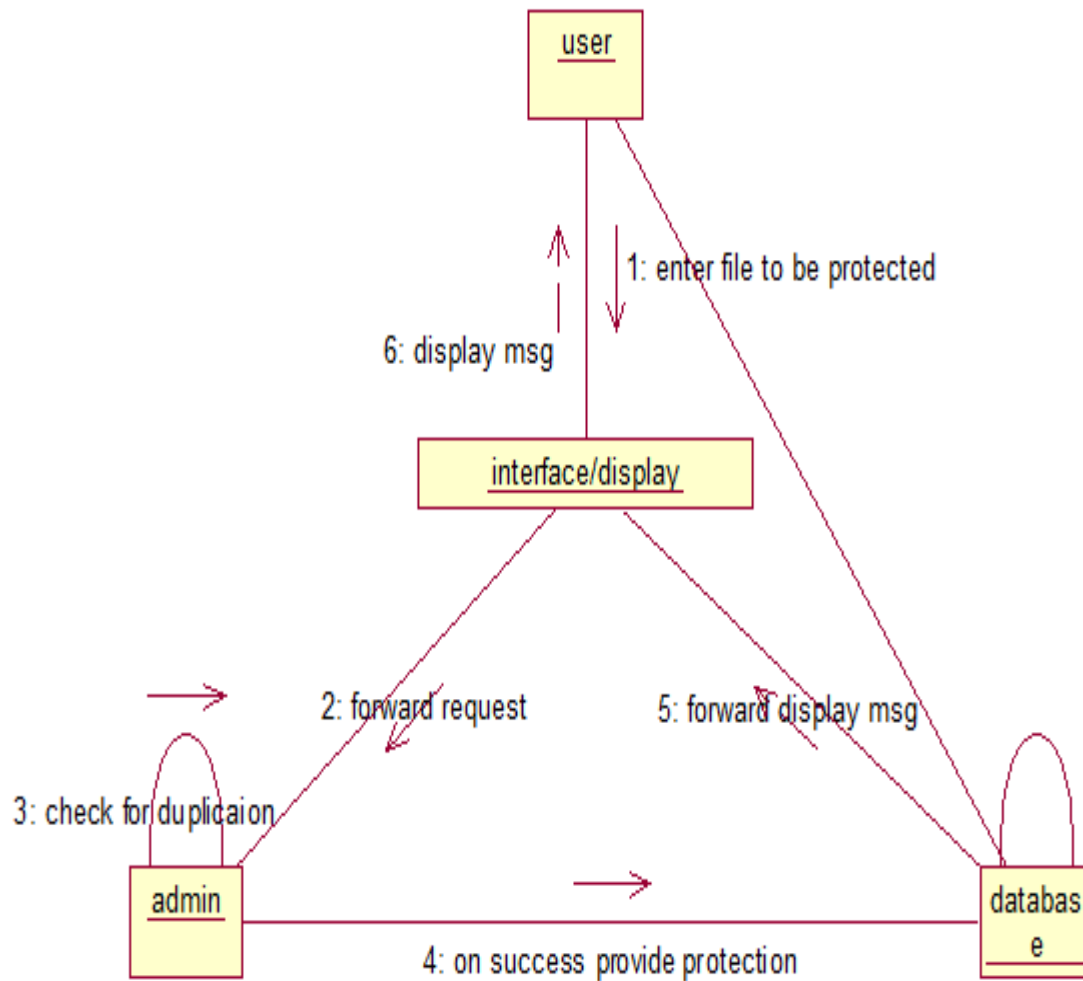 user
1: enter file to be protected
6: display msg
interface/display
2: forward request
5: forward display msg
3: check for duplicaion
admin
databas
e
4: on success provide protection